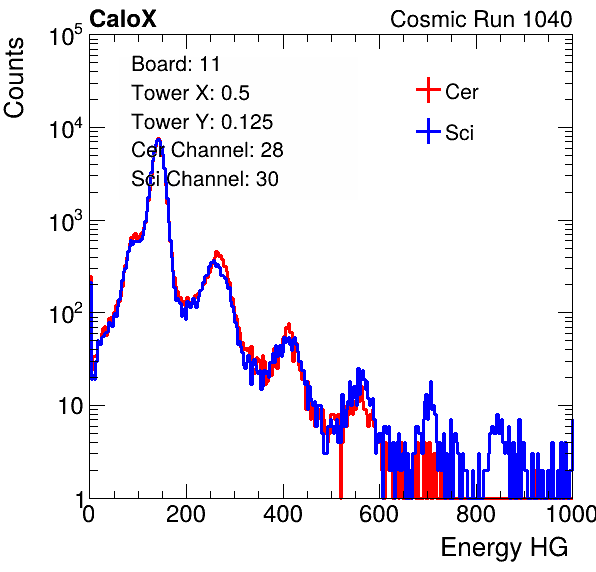 CaloX Cosmic Run 1040
Counts
Board: 11
Tower X: 0.5
Tower Y: 0.125
Cer Channel: 28
Sci Channel: 30
Cer
Sci
10^5
10^4
10^3
10^2
10
1
0 200 400 600 800 1000
Energy HG